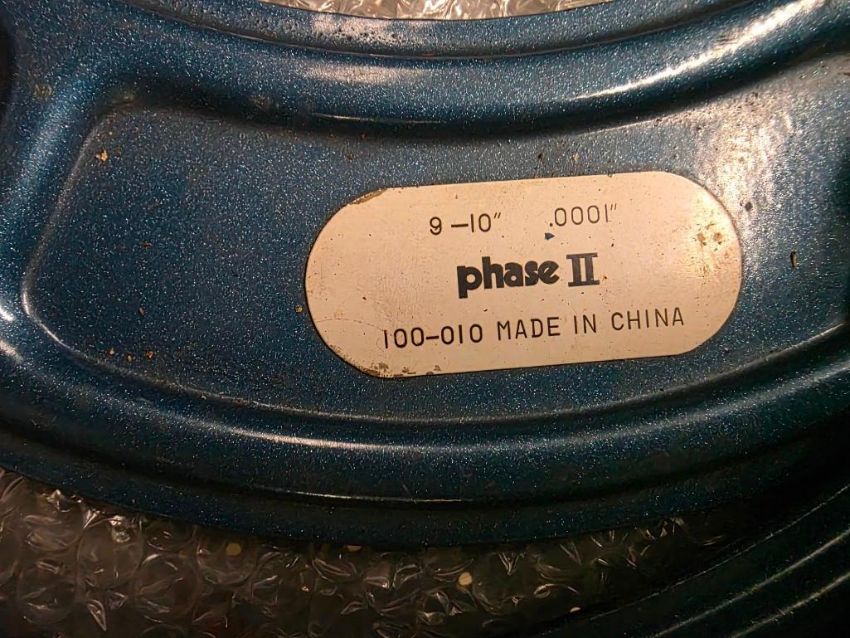 9-10" .0001"
phase II
100-010 MADE IN CHINA